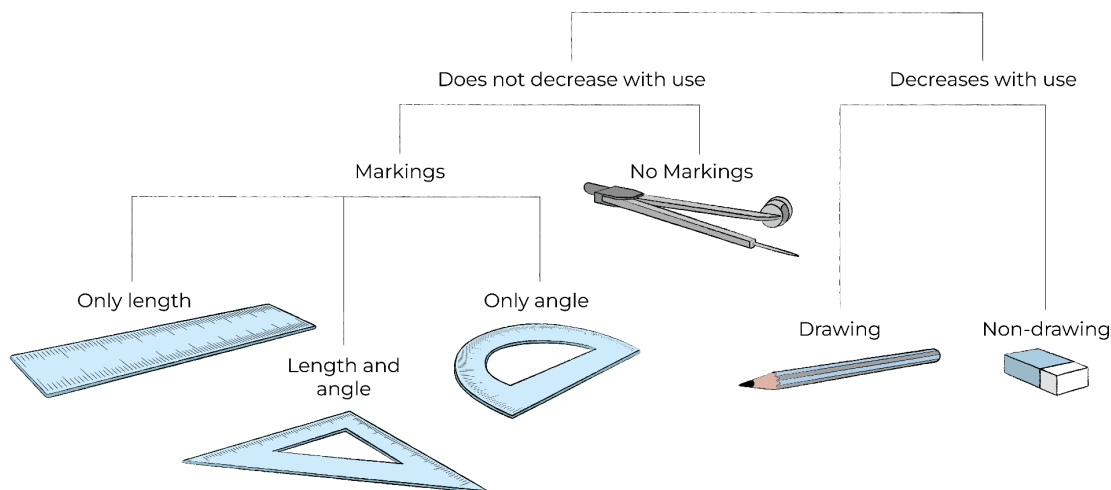 Does not decrease with use
Decreases with use
Markings
No Markings
Only length
Only angle
Drawing
Non-drawing
Length and
angle